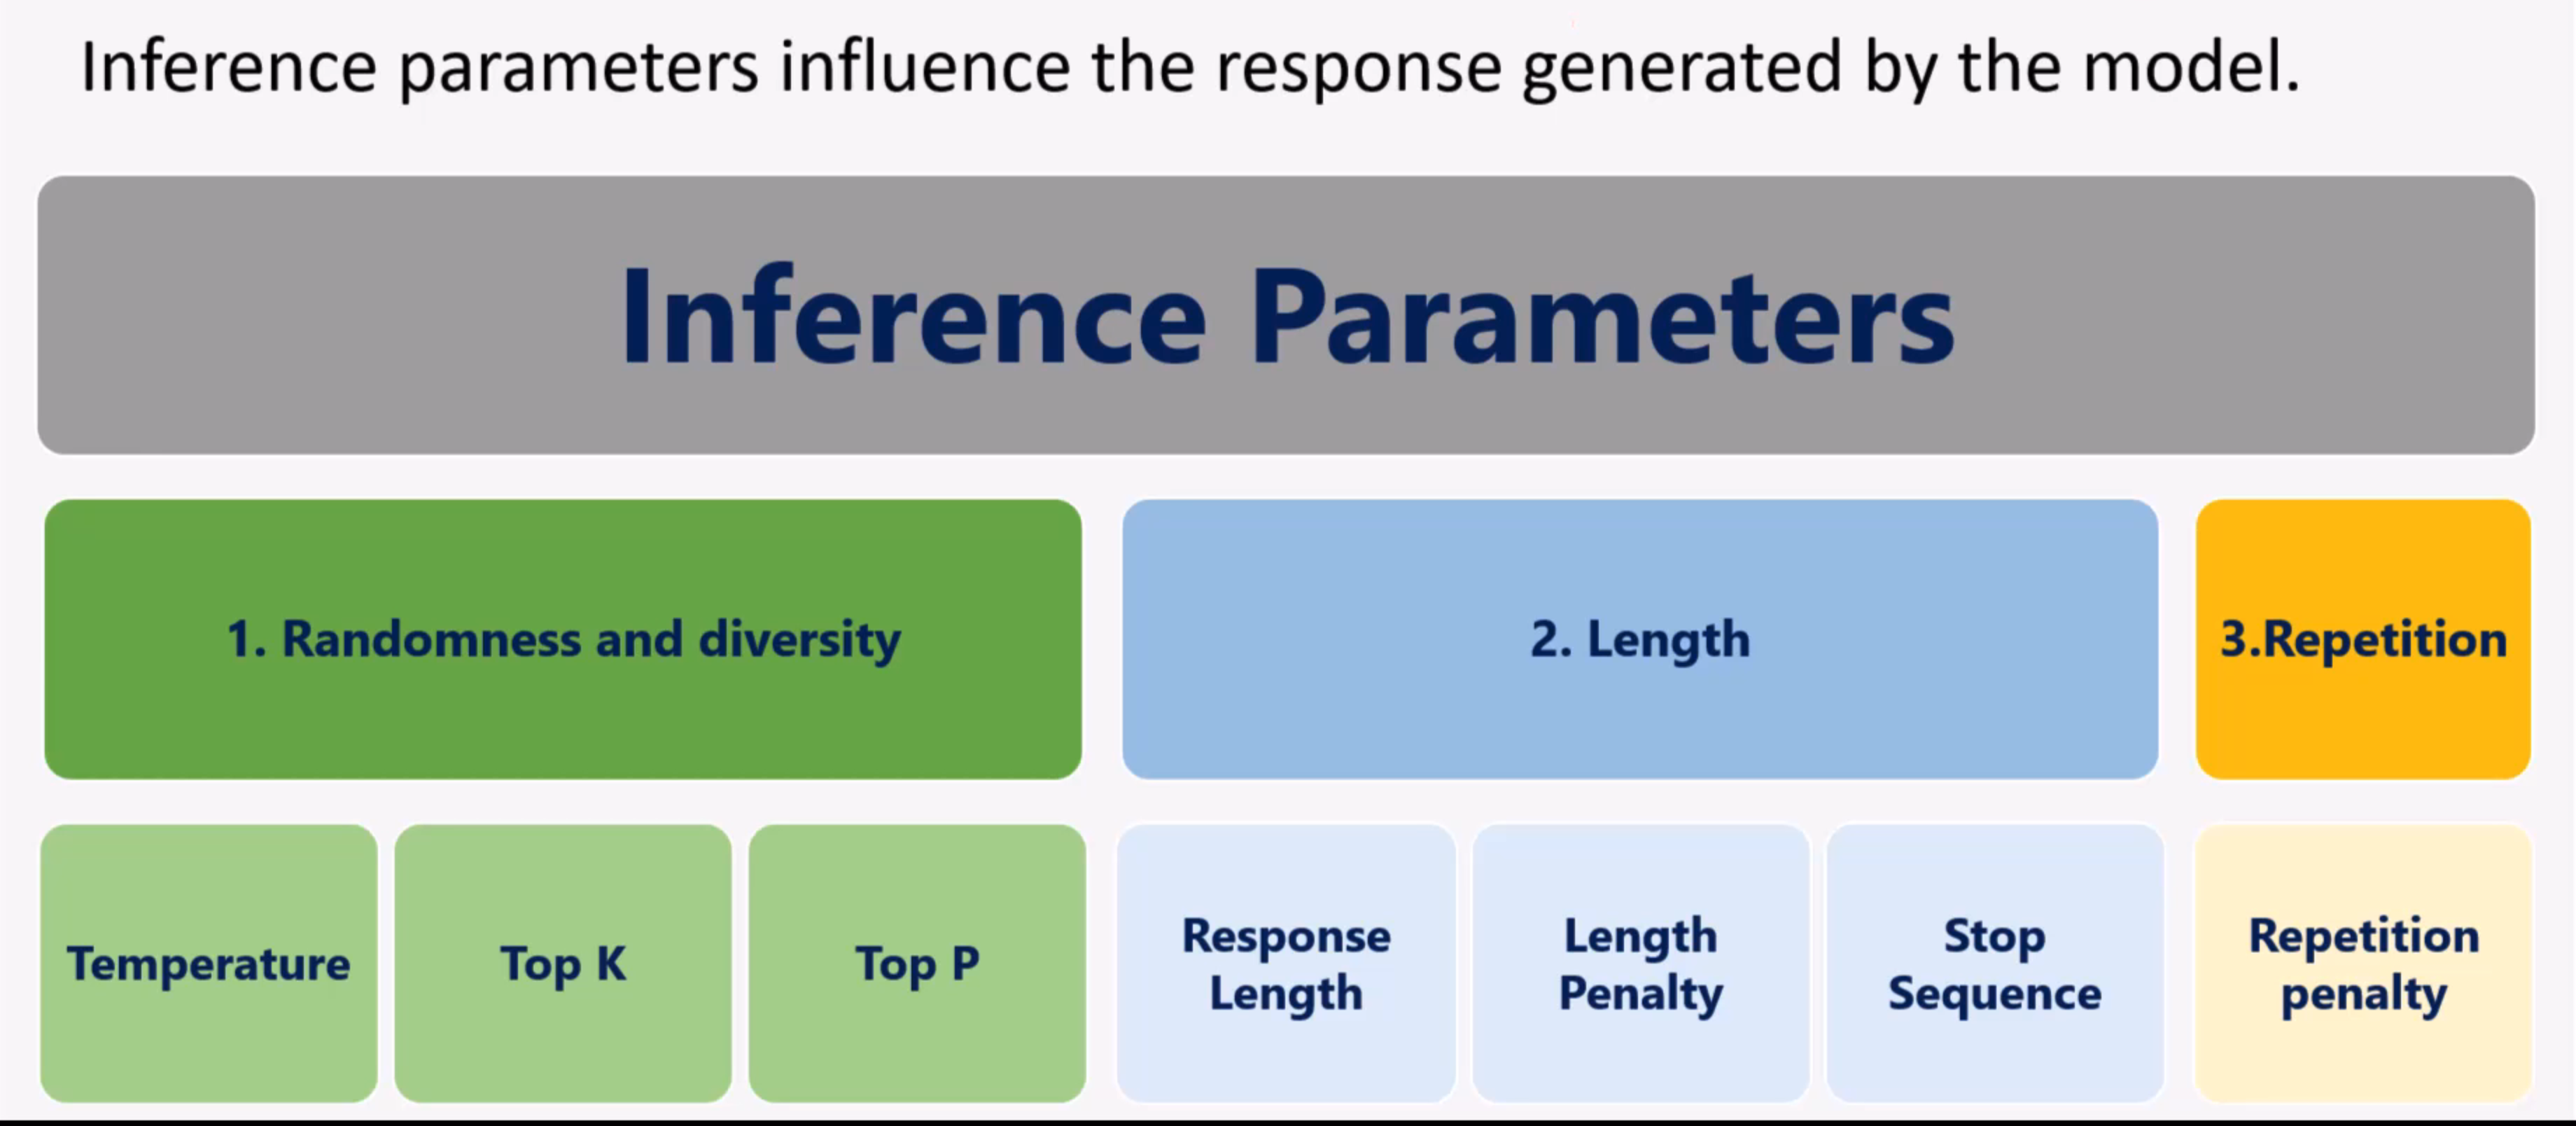 Inference parameters influence the response generated by the model.
Inference Parameters
1. Randomness and diversity
2. Length
3.Repetition
Temperature
Top K
Top P
Response
Length
Length
Penalty
Stop
Sequence
Repetition
penalty